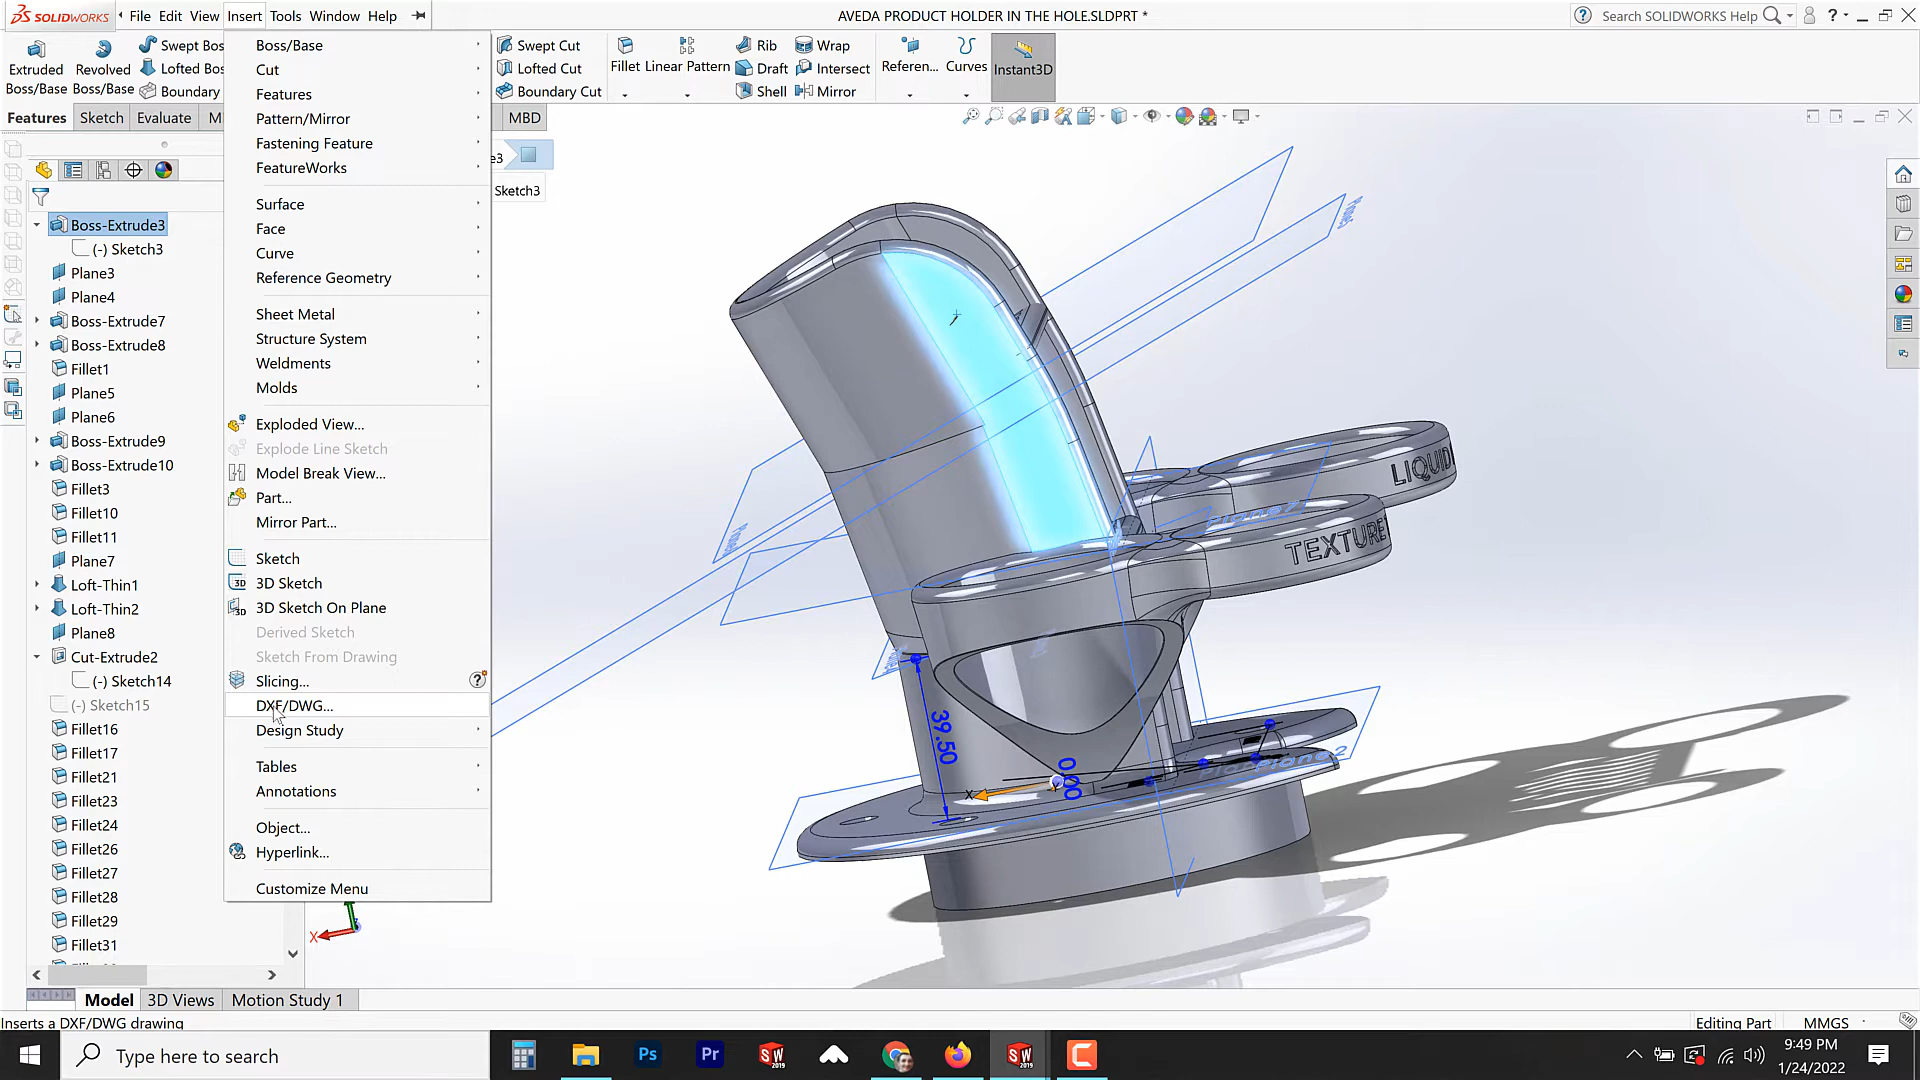 SOLIDWORKS File Edit View Insert Tools Window Help
AVEDA PRODUCT HOLDER IN THE HOLE.SLDPRT *
Search SOLIDWORKS Help
?
Extruded Boss/Base
Revolved Boss/Base
Swept Bos
Lofted Bos
Boundary
Swept Cut
Lofted Cut
Boundary Cut
Fillet
Linear Pattern
Rib
Draft
Shell
Wrap
Intersect
Mirror
Referen...
Curves
Instant3D
Features Sketch Evaluate M MBD
Boss-Extrude3
(-) Sketch3
Plane3
Plane4
Boss-Extrude7
Boss-Extrude8
Fillet1
Plane5
Plane6
Boss-Extrude9
Boss-Extrude10
Fillet3
Fillet10
Fillet11
Plane7
Loft-Thin1
Loft-Thin2
Plane8
Cut-Extrude2
(-) Sketch14
(-) Sketch15
Fillet16
Fillet17
Fillet21
Fillet23
Fillet24
Fillet26
Fillet27
Fillet28
Fillet29
Fillet31
Boss/Base
Cut
Features
Pattern/Mirror
Fastening Feature
FeatureWorks
Surface
Face
Curve
Reference Geometry
Sheet Metal
Structure System
Weldments
Molds
Exploded View...
Explode Line Sketch
Model Break View...
Part...
Mirror Part...
Sketch
3D Sketch
3D Sketch On Plane
Derived Sketch
Sketch From Drawing
Slicing...
DXF/DWG...
Design Study
Tables
Annotations
Object...
Hyperlink...
Customize Menu
e3
Sketch3
LIQUID
TEXTURE
39.50
0.00
X
X
Model 3D Views Motion Study 1
Inserts a DXF/DWG drawing
Editing Part MMGS
Type here to search
Ps
Pr
SW 2019
SW 2019
9:49 PM
1/24/2022